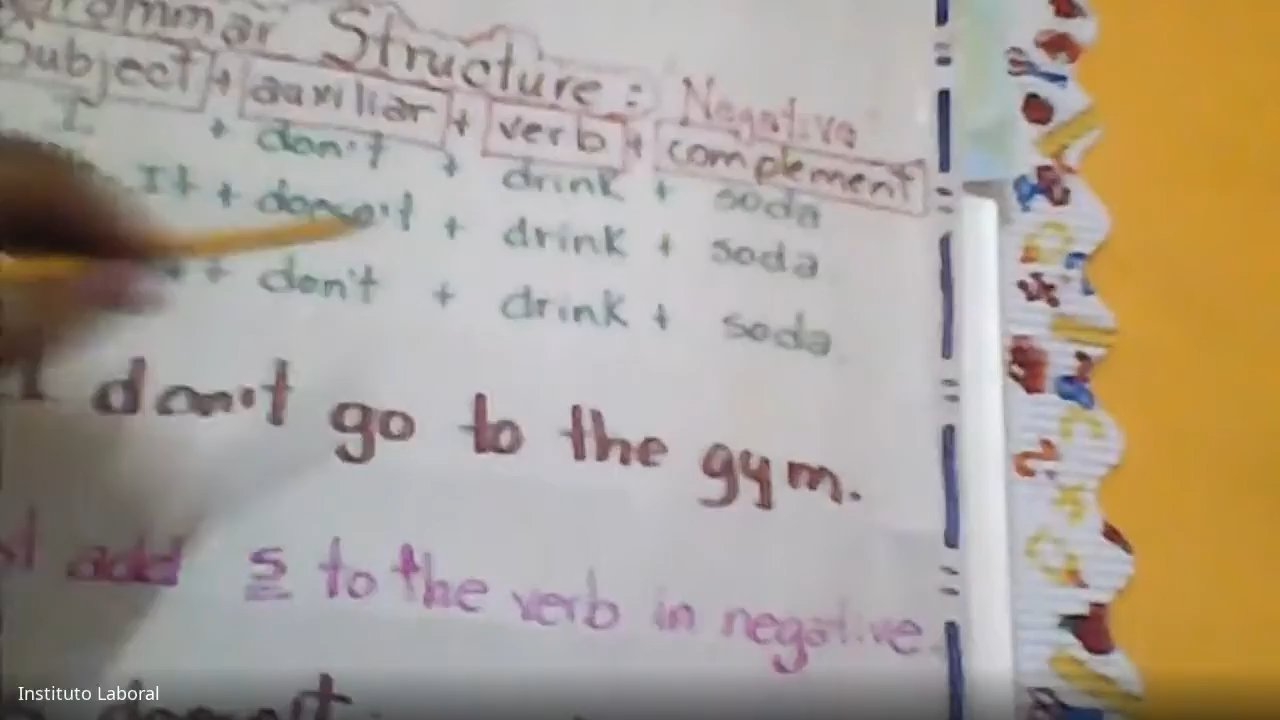 Grammar Structure: Negative
Subject + auxiliar + verb + complement
I + don't + drink + soda
It + doesn't + drink + soda
+ don't + drink + soda
I don't go to the gym.
add s to the verb in negative.
doesn't
Instituto Laboral